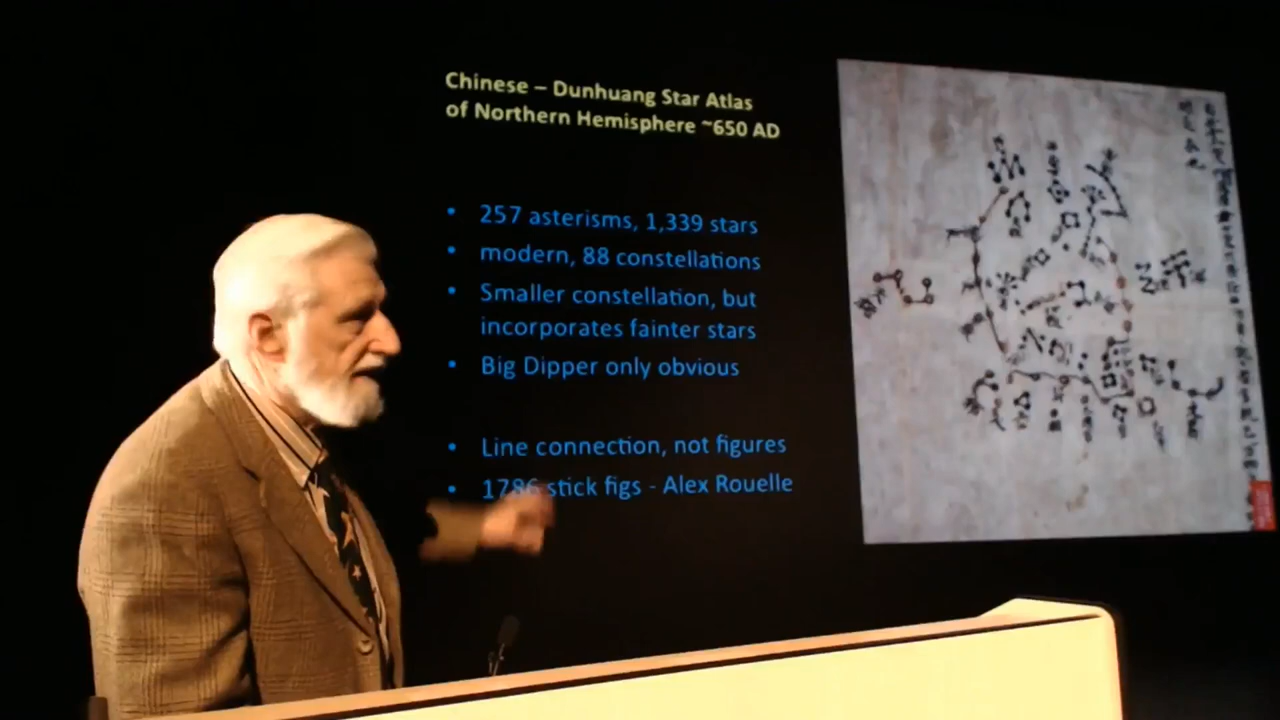 Chinese – Dunhuang Star Atlas
of Northern Hemisphere ~650 AD
• 257 asterisms, 1,339 stars
• modern, 88 constellations
• Smaller constellation, but
incorporates fainter stars
• Big Dipper only obvious
• Line connection, not figures
• 1786 stick figs - Alex Rouelle